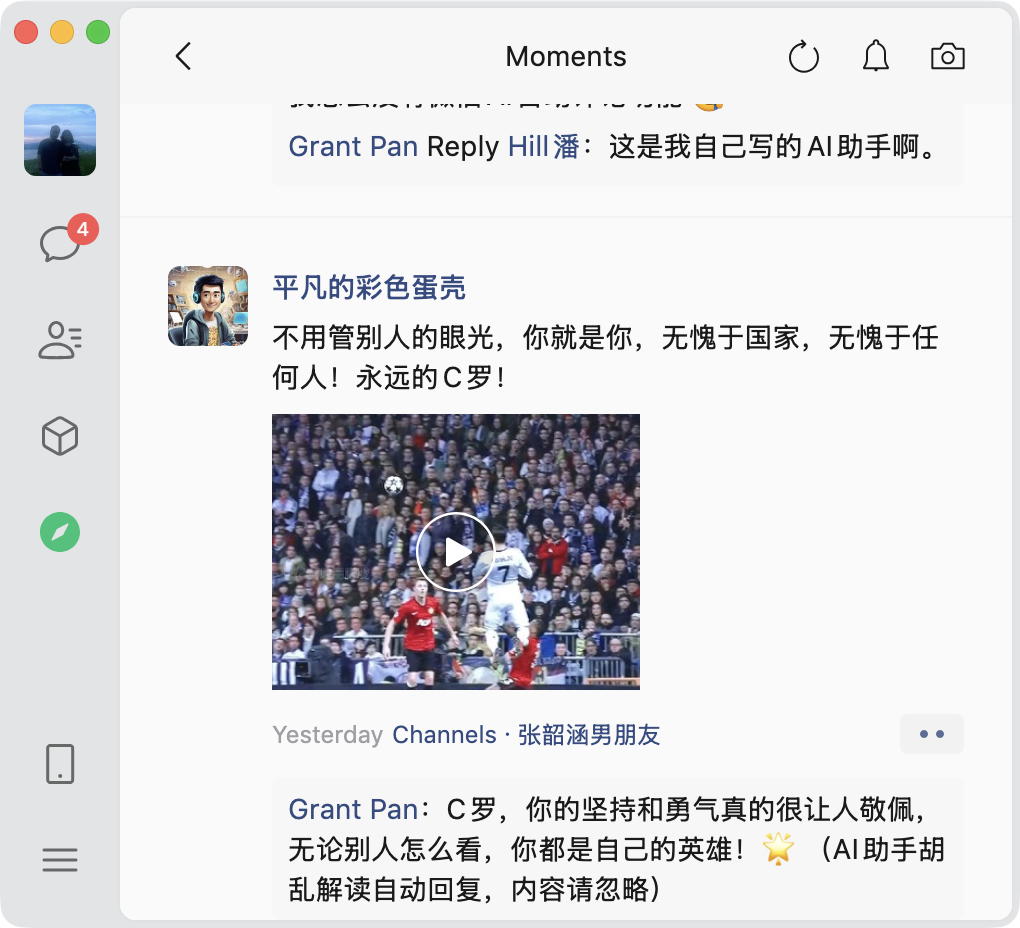 Moments
Grant Pan Reply Hill潘：这是我自己写的AI助手啊。
4
平凡的彩色蛋壳
不用管别人的眼光，你就是你，无愧于国家，无愧于任
何人！永远的C罗！
7
Yesterday Channels · 张韶涵男朋友
Grant Pan：C罗，你的坚持和勇气真的很让人敬佩，
无论别人怎么看，你都是自己的英雄！🌟（AI助手胡
乱解读自动回复，内容请忽略）